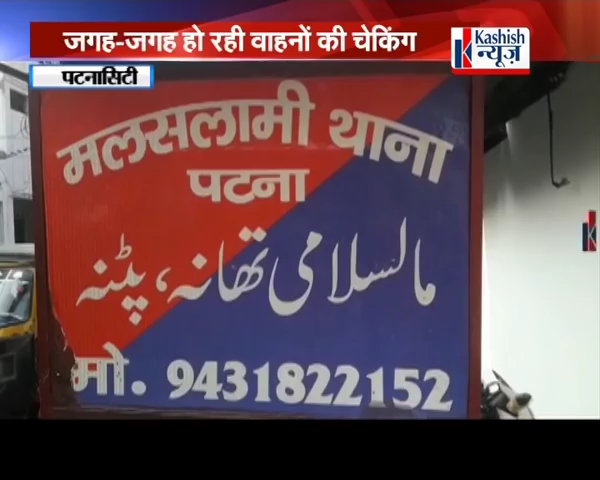 जगह-जगह हो रही वाहनों की चेकिंग
Kashish
न्यूज़
पटनासिटी
मलसलामी थाना
पटना
مالسلامی تھانہ، پٹنہ
मो. 9431822152